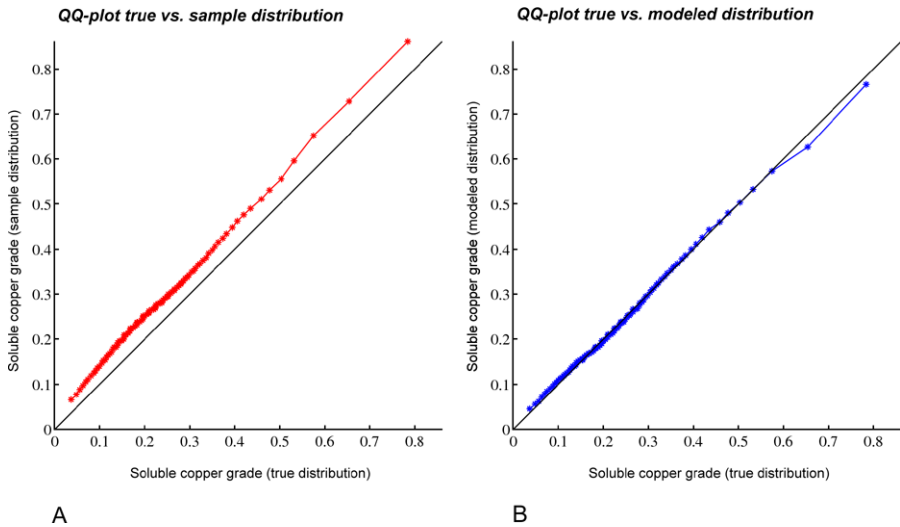 QQ-plot true vs. sample distribution
Soluble copper grade (sample distribution)
0.8
0.7
0.6
0.5
0.4
0.3
0.2
0.1
0
0 0.1 0.2 0.3 0.4 0.5 0.6 0.7 0.8
Soluble copper grade (true distribution)
A
QQ-plot true vs. modeled distribution
Soluble copper grade (modeled distribution)
0.8
0.7
0.6
0.5
0.4
0.3
0.2
0.1
0
0 0.1 0.2 0.3 0.4 0.5 0.6 0.7 0.8
Soluble copper grade (true distribution)
B